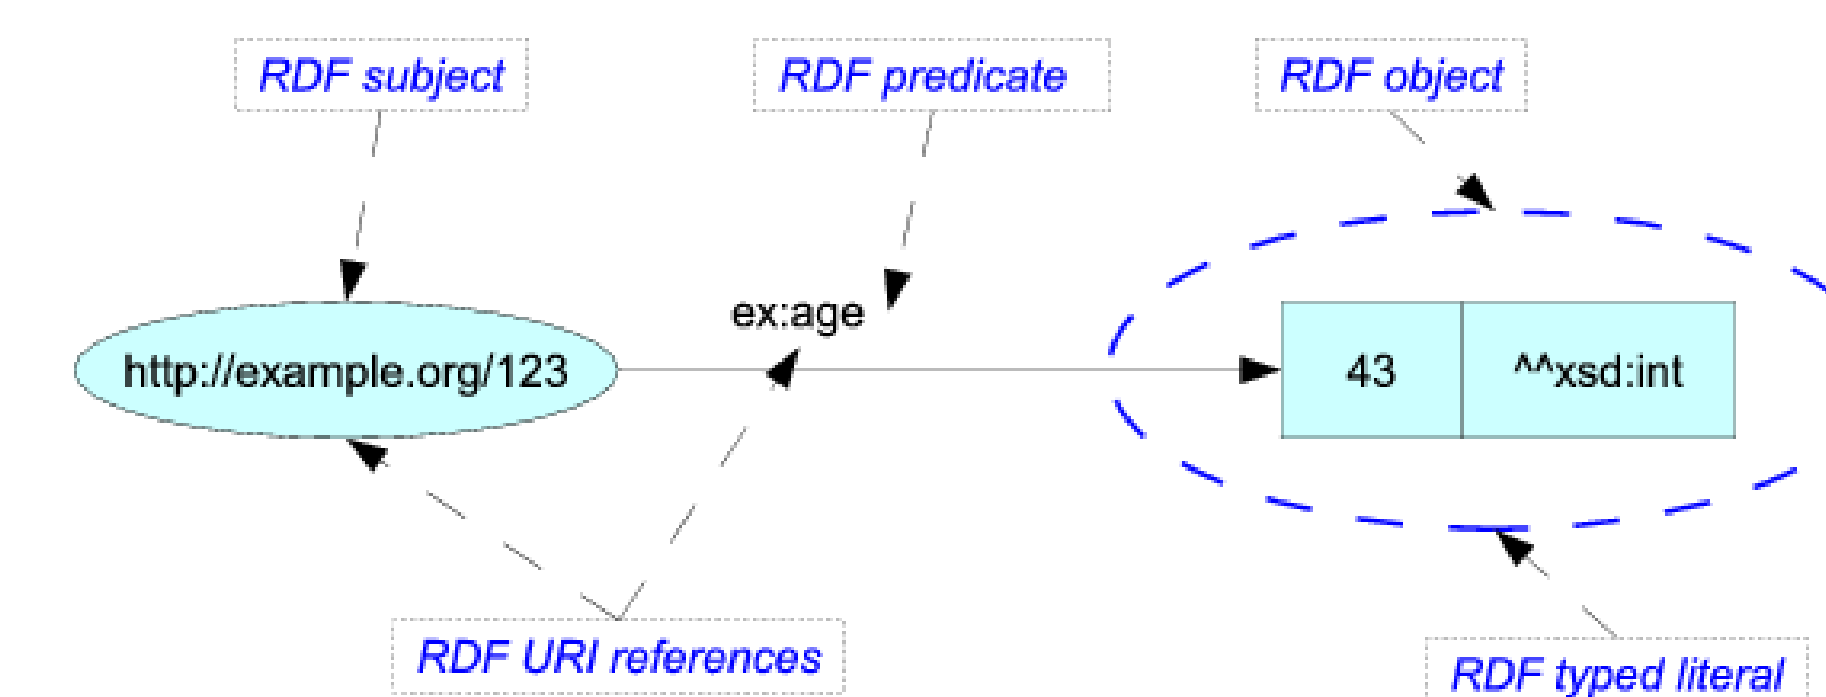 RDF subject
RDF predicate
RDF object
ex:age
http://example.org/123
43
^^xsd:int
RDF URI references
RDF typed literal